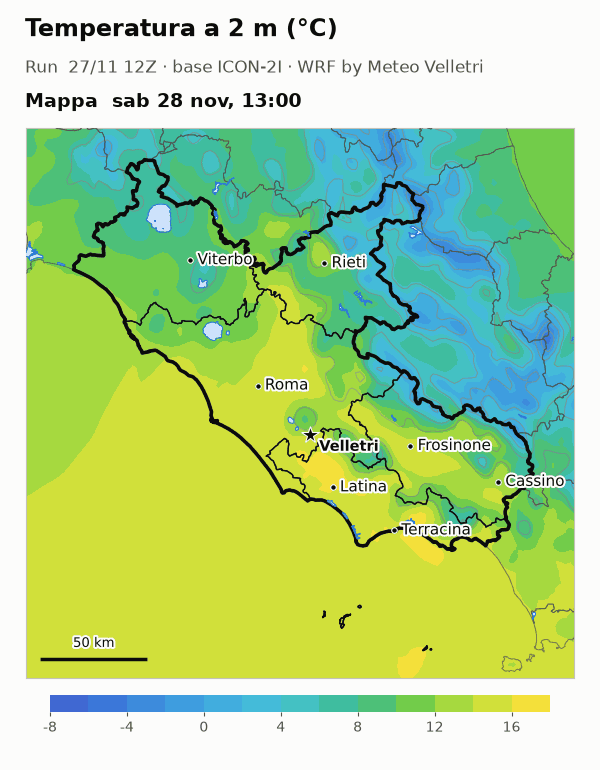 Temperatura a 2 m (°C)
Run 27/11 12Z · base ICON-2I · WRF by Meteo Velletri
Mappa sab 28 nov, 13:00
Viterbo
Rieti
Roma
Velletri
Frosinone
Cassino
Latina
Terracina
50 km
-8 -4 0 4 8 12 16